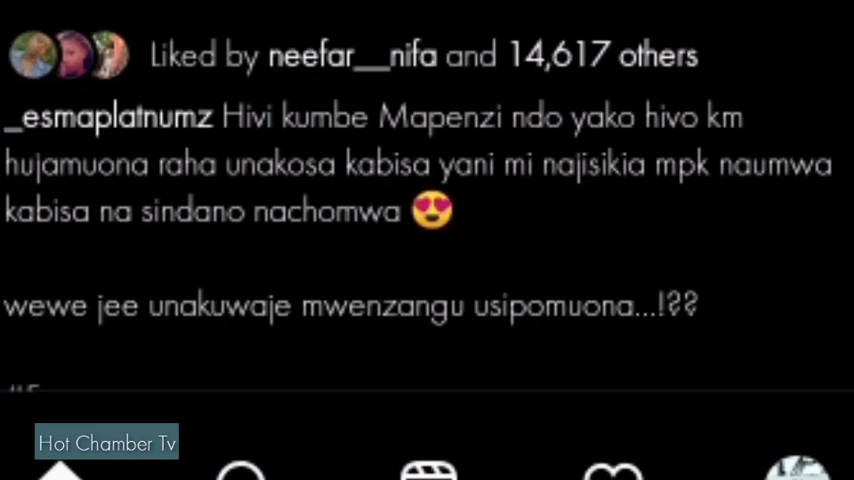 Liked by neefar__nifa and 14,617 others
_esmaplatnumz Hivi kumbe Mapenzi ndo yako hivo km
hujamuona raha unakosa kabisa yani mi najisikia mpk naumwa
kabisa na sindano nachomwa 😍
wewe jee unakuwaje mwenzangu usipomuona...!??
Hot Chamber Tv